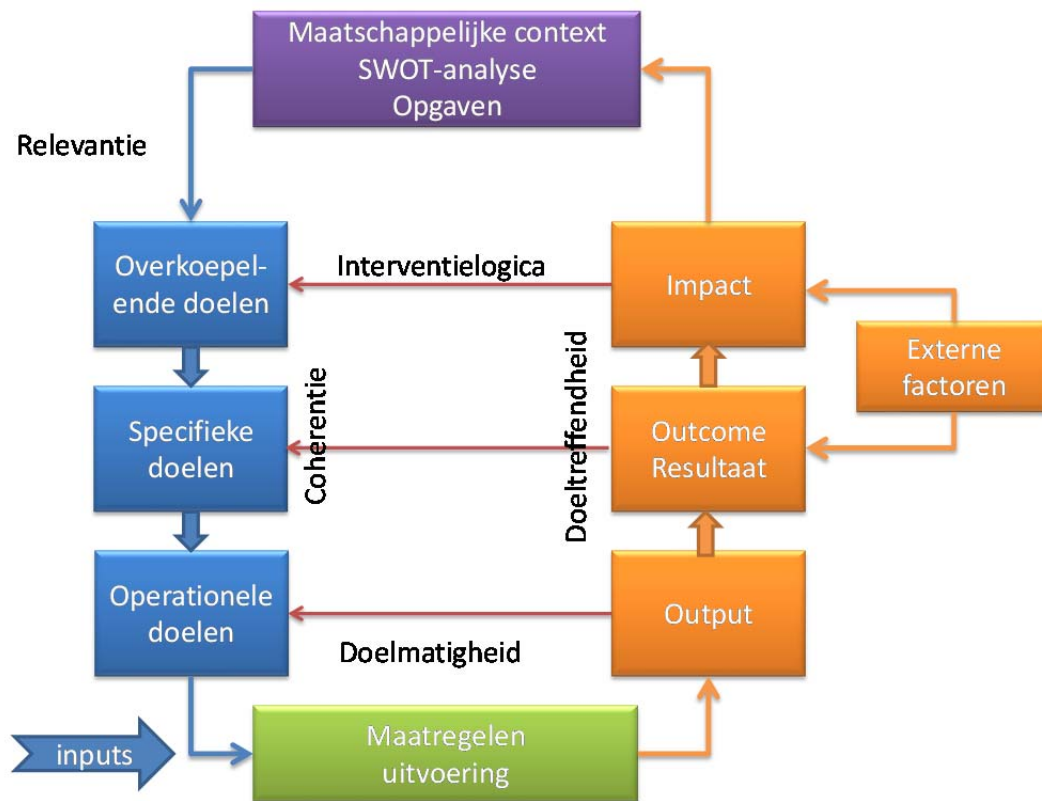 Maatschappelijke context
SWOT-analyse
Opgaven
Relevantie
Overkoepel-
ende doelen
Interventielogica
Impact
Externe
factoren
Specifieke
doelen
Coherentie
Doeltreffendheid
Outcome
Resultaat
Operationele
doelen
Output
Doelmatigheid
inputs
Maatregelen
uitvoering